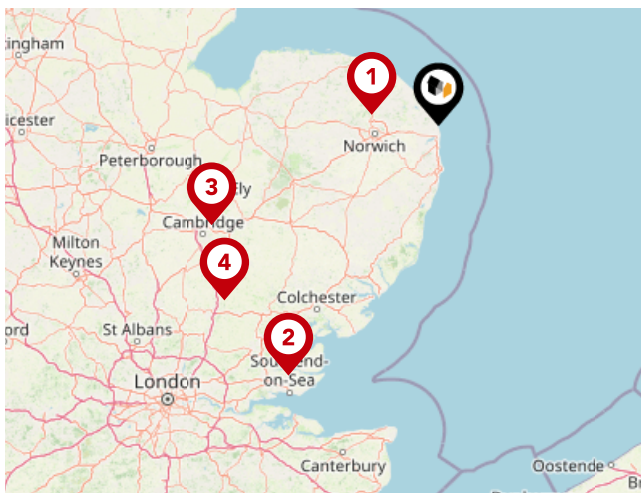 ingham
1
icester
Norwich
Peterborough
3
Ely
Cambridge
Milton
Keynes
4
Colchester
ord
St Albans
2
Southend-
on-Sea
London
Canterbury
Oostende
B